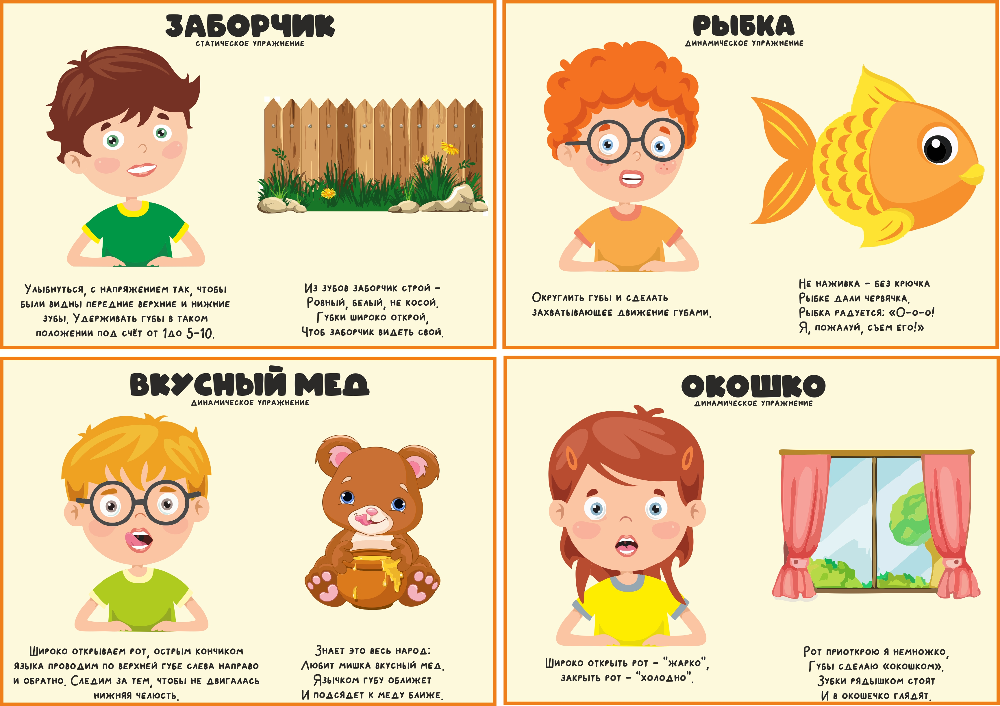 ЗАБОРЧИК
СТАТИЧЕСКОЕ УПРАЖНЕНИЕ
Улыбнуться, с напряжением так, чтобы
были видны передние верхние и нижние
зубы. Удерживать губы в таком
положении под счёт от 1до 5-10.
Из зубов заборчик строй –
Ровный, белый, не косой.
Губки широко открой,
Чтоб заборчик видеть свой.
РЫБКА
ДИНАМИЧЕСКОЕ УПРАЖНЕНИЕ
Округлить губы и сделать
захватывающее движение губами.
Не наживка – без крючка
Рыбке дали червячка.
Рыбка радуется: «О-о-о!
Я, пожалуй, съем его!»
ВКУСНЫЙ МЕД
ДИНАМИЧЕСКОЕ УПРАЖНЕНИЕ
Широко открываем рот, острым кончиком
языка проводим по верхней губе слева направо
и обратно. Следим за тем, чтобы не двигалась
нижняя челюсть.
Знает это весь народ:
Любит мишка вкусный мед.
Язычком губу оближет
И подсядет к меду ближе.
ОКОШКО
ДИНАМИЧЕСКОЕ УПРАЖНЕНИЕ
Широко открыть рот – "жарко",
закрыть рот – "холодно".
Рот приоткрою я немножко,
Губы сделаю «окошком».
Зубки рядышком стоят
И в окошечко глядят.